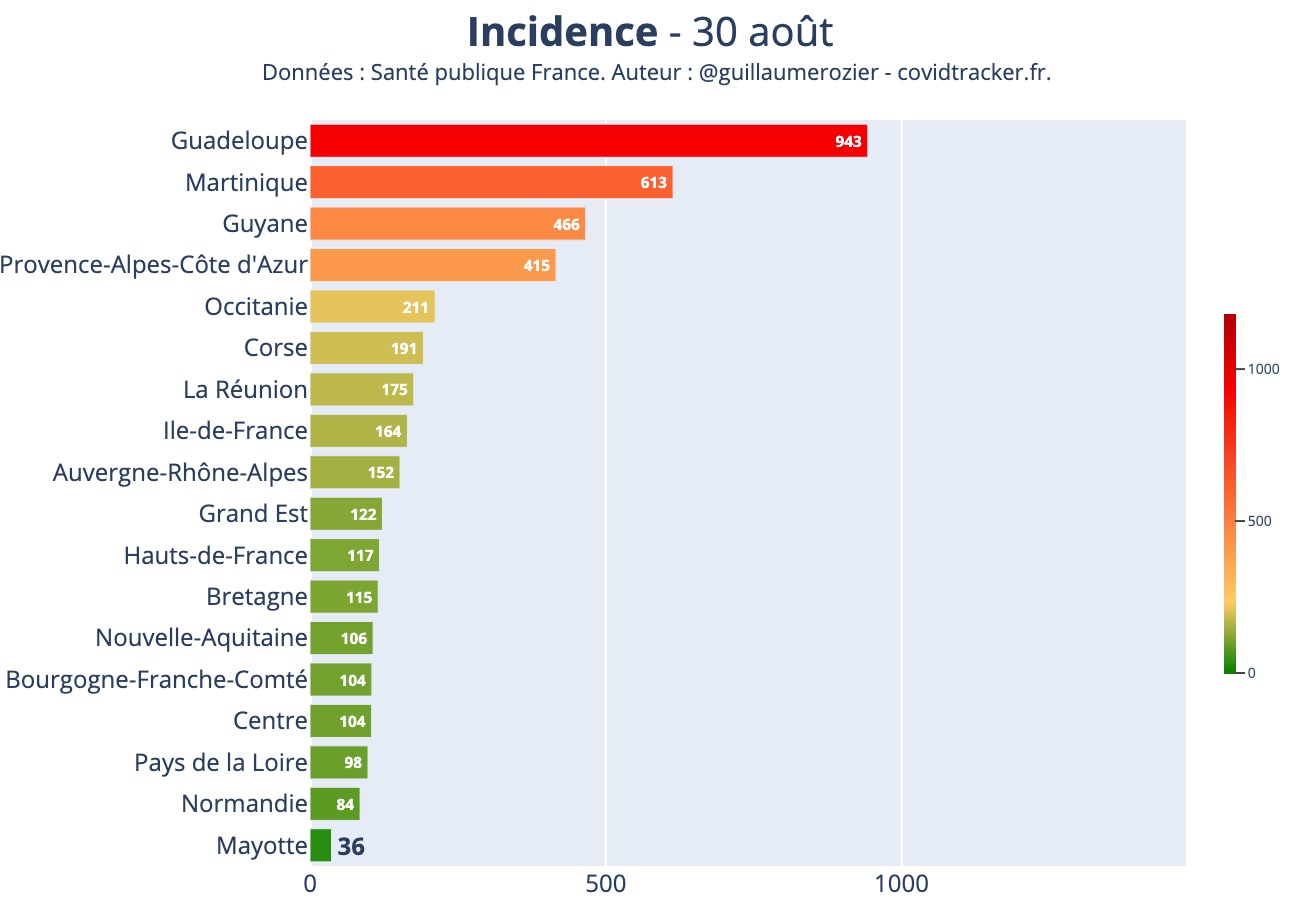 Incidence - 30 août
Données : Santé publique France. Auteur : @guillaumerozier - covidtracker.fr.
Guadeloupe 943
Martinique 613
Guyane 466
Provence-Alpes-Côte d'Azur 415
Occitanie 211
Corse 191
La Réunion 175
Ile-de-France 164
Auvergne-Rhône-Alpes 152
Grand Est 122
Hauts-de-France 117
Bretagne 115
Nouvelle-Aquitaine 106
Bourgogne-Franche-Comté 104
Centre 104
Pays de la Loire 98
Normandie 84
Mayotte 36
0 500 1000
1000
500
0